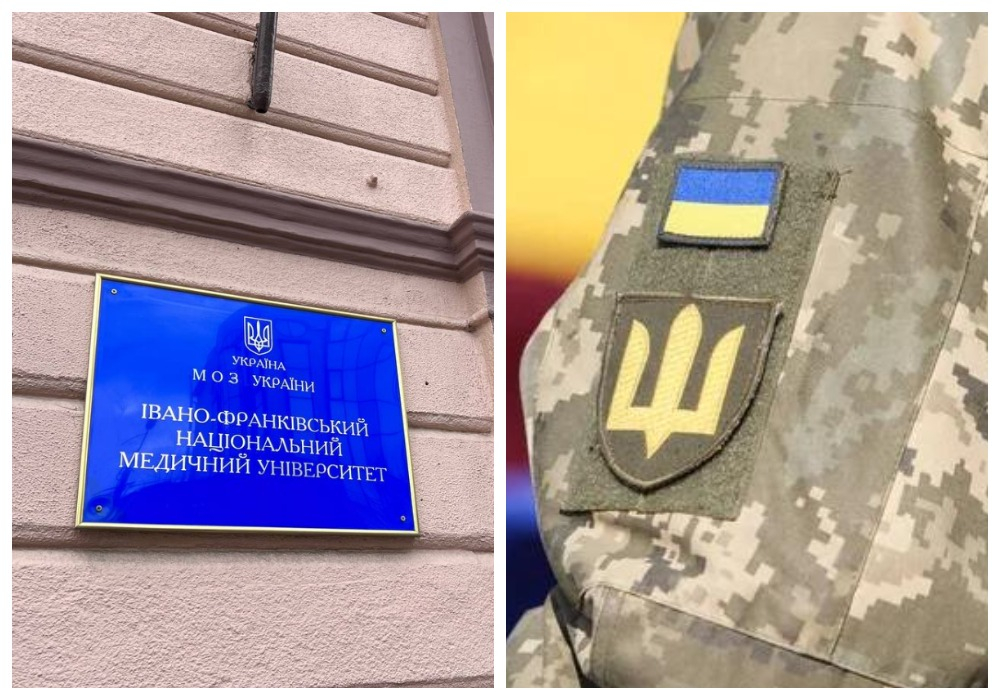 УКРАЇНА
МОЗ УКРАЇНИ
ІВАНО-ФРАНКІВСЬКИЙ
НАЦІОНАЛЬНИЙ
МЕДИЧНИЙ УНІВЕРСИТЕТ